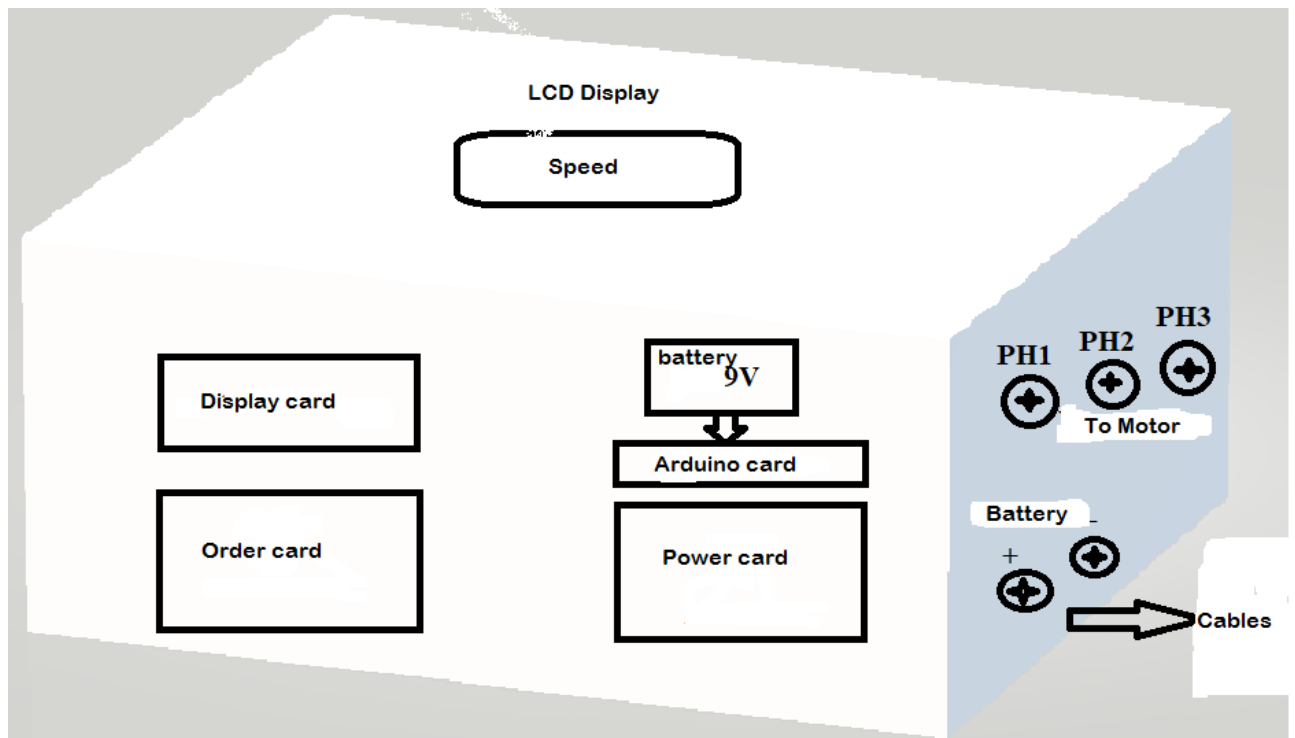 LCD Display
Speed
PH3
PH2
PH1
battery
9V
To Motor
Display card
Arduino card
Battery -
+
Order card
Power card
Cables